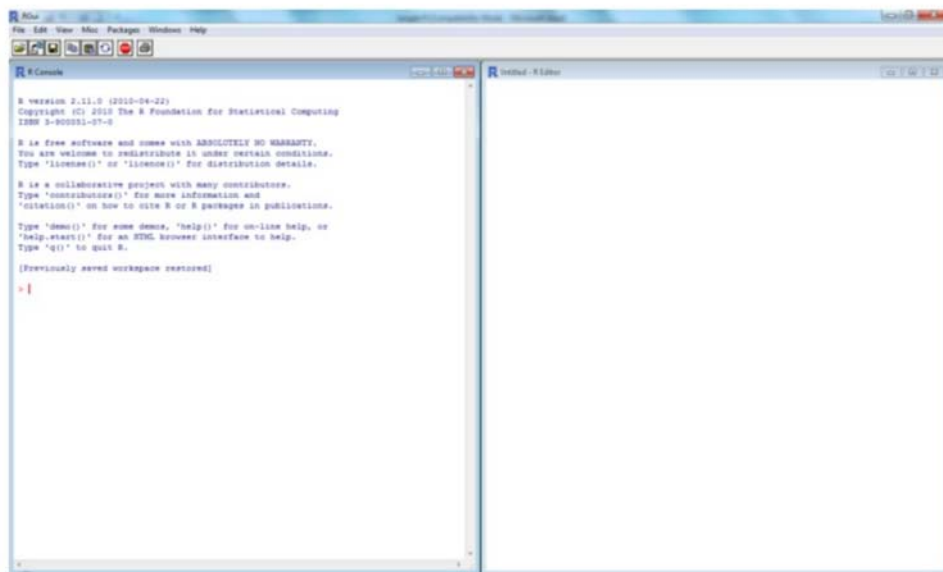 RGui
File Edit View Misc Packages Windows Help
R Console
R version 2.11.0 (2010-04-22)
Copyright (C) 2010 The R Foundation for Statistical Computing
ISBN 3-900051-07-0
R is free software and comes with ABSOLUTELY NO WARRANTY.
You are welcome to redistribute it under certain conditions.
Type 'license()' or 'licence()' for distribution details.
R is a collaborative project with many contributors.
Type 'contributors()' for more information and
'citation()' on how to cite R or R packages in publications.
Type 'demo()' for some demos, 'help()' for on-line help, or
'help.start()' for an HTML browser interface to help.
Type 'q()' to quit R.
[Previously saved workspace restored]
>
Untitled - R Editor